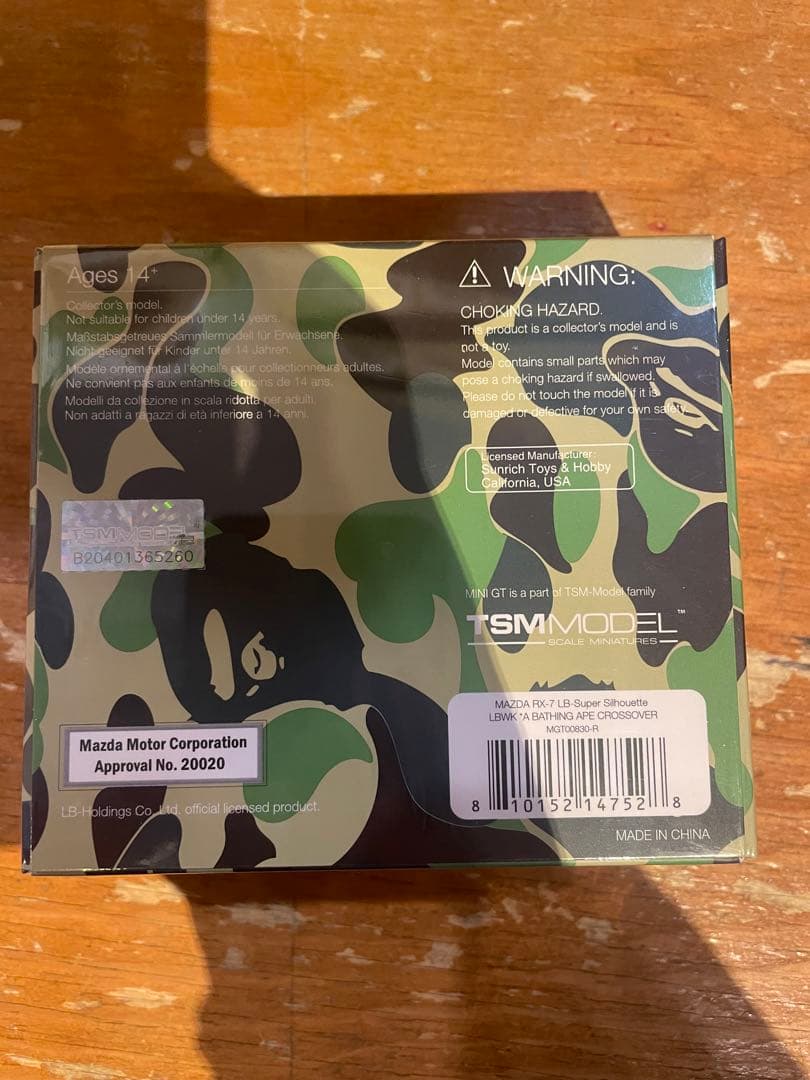 Ages 14+
Collector's model.
Not suitable for children under 14 years.
Maßstabsgetreues Sammlermodell für Erwachsene.
Nicht geeignet für Kinder unter 14 Jahren.
Modèle ornemental à l'échelle pour collectionneurs adultes.
Ne convient pas aux enfants de moins de 14 ans.
Modelli da collezione in scala ridotta per adulti.
Non adatti a ragazzi di età inferiore a 14 anni.
TSMMODEL
B20401365260
Mazda Motor Corporation
Approval No. 20020
LB-Holdings Co., Ltd. official licensed product.
WARNING:
CHOKING HAZARD.
This product is a collector's model and is
not a toy.
Model contains small parts which may
pose a choking hazard if swallowed.
Please do not touch the model if it is
damaged or defective for your own safety.
Licensed Manufacturer:
Sunrich Toys & Hobby
California, USA
MINI GT is a part of TSM-Model family
TSMMODEL™
SCALE MINIATURES
MAZDA RX-7 LB-Super Silhouette
LBWK *A BATHING APE CROSSOVER
MGT00830-R
8 10152 14752 8
MADE IN CHINA